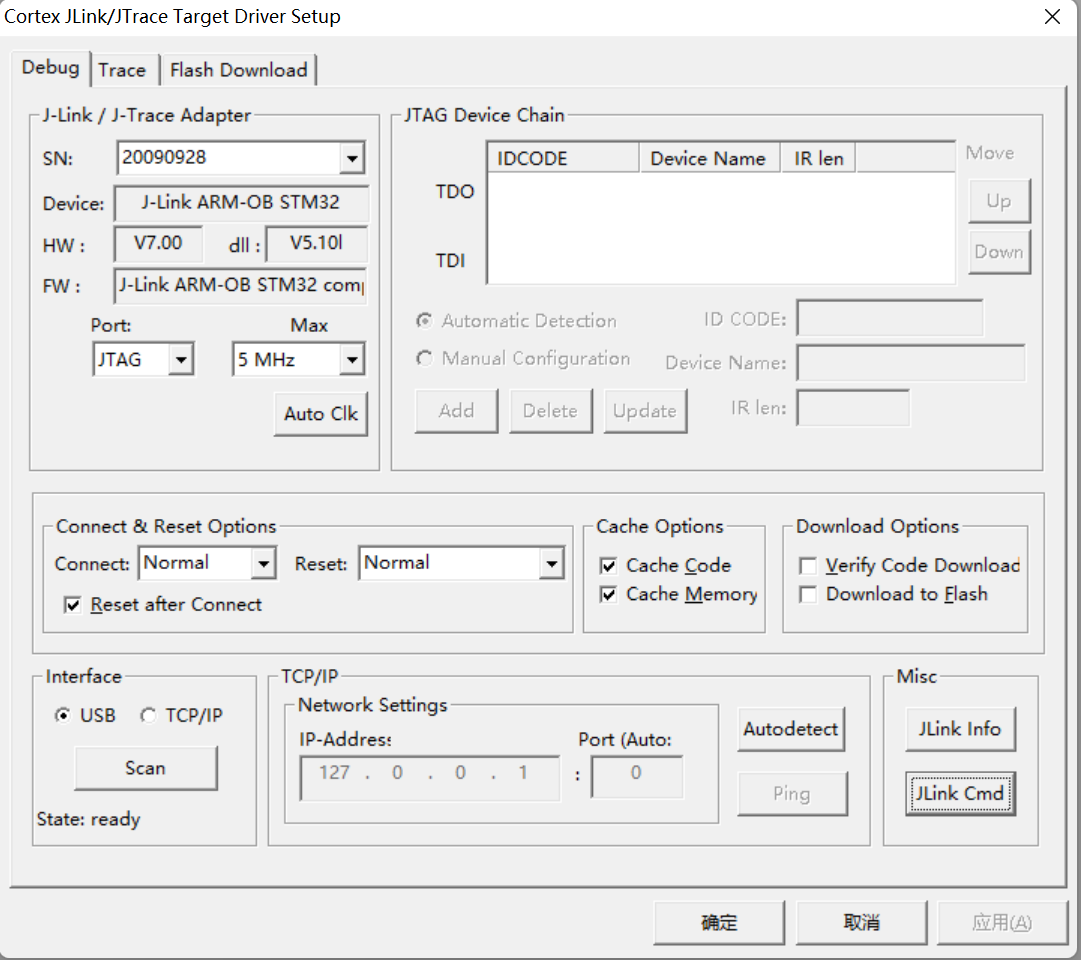 Cortex JLink/JTrace Target Driver Setup
Debug Trace Flash Download
J-Link / J-Trace Adapter
SN: 20090928
Device: J-Link ARM-OB STM32
HW : V7.00 dll : V5.10l
FW : J-Link ARM-OB STM32 comp
Port: Max
JTAG 5 MHz
Auto Clk
JTAG Device Chain
IDCODE Device Name IR len Move
TDO Up
TDI Down
Automatic Detection ID CODE:
Manual Configuration Device Name:
Add Delete Update IR len:
Connect & Reset Options
Connect: Normal Reset: Normal
Reset after Connect
Cache Options
Cache Code
Cache Memory
Download Options
Verify Code Download
Download to Flash
Interface
USB TCP/IP
Scan
State: ready
TCP/IP
Network Settings
IP-Address Port (Auto:
127 . 0 . 0 . 1 : 0
Autodetect
Ping
Misc
JLink Info
JLink Cmd
确定 取消 应用(A)